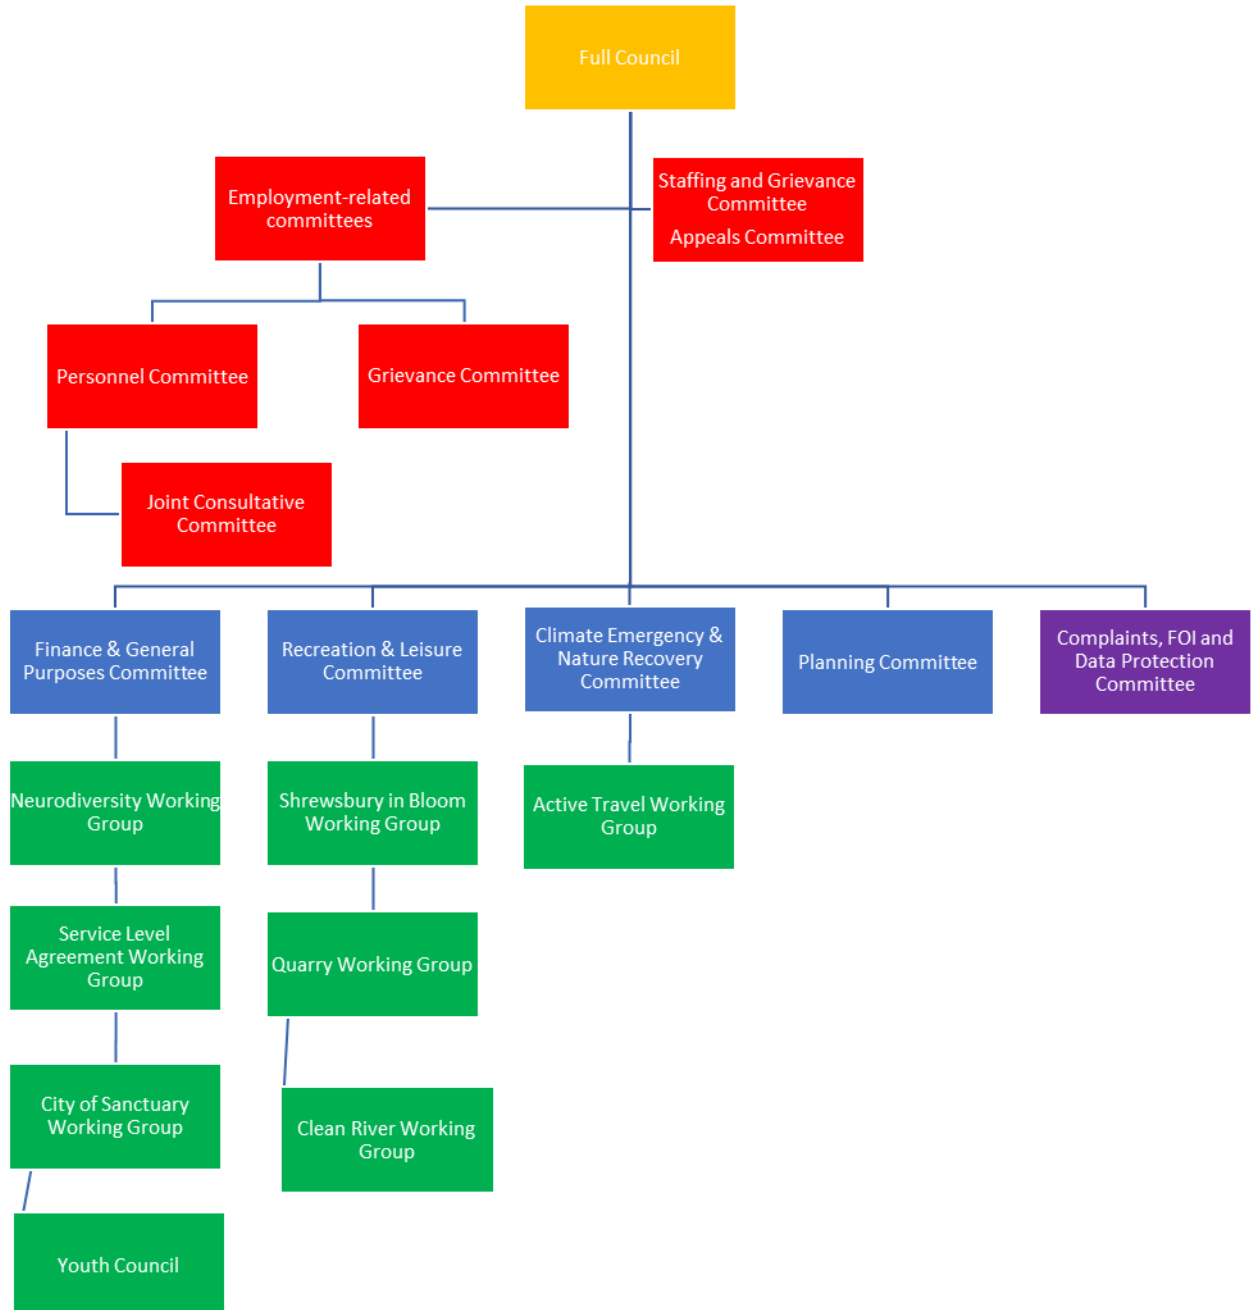 Full Council
Employment-related
committees
Staffing and Grievance
Committee
Appeals Committee
Personnel Committee
Grievance Committee
Joint Consultative
Committee
Finance & General
Purposes Committee
Recreation & Leisure
Committee
Climate Emergency &
Nature Recovery
Committee
Planning Committee
Complaints, FOI and
Data Protection
Committee
Neurodiversity Working
Group
Shrewsbury in Bloom
Working Group
Active Travel Working
Group
Service Level
Agreement Working
Group
Quarry Working Group
City of Sanctuary
Working Group
Clean River Working
Group
Youth Council